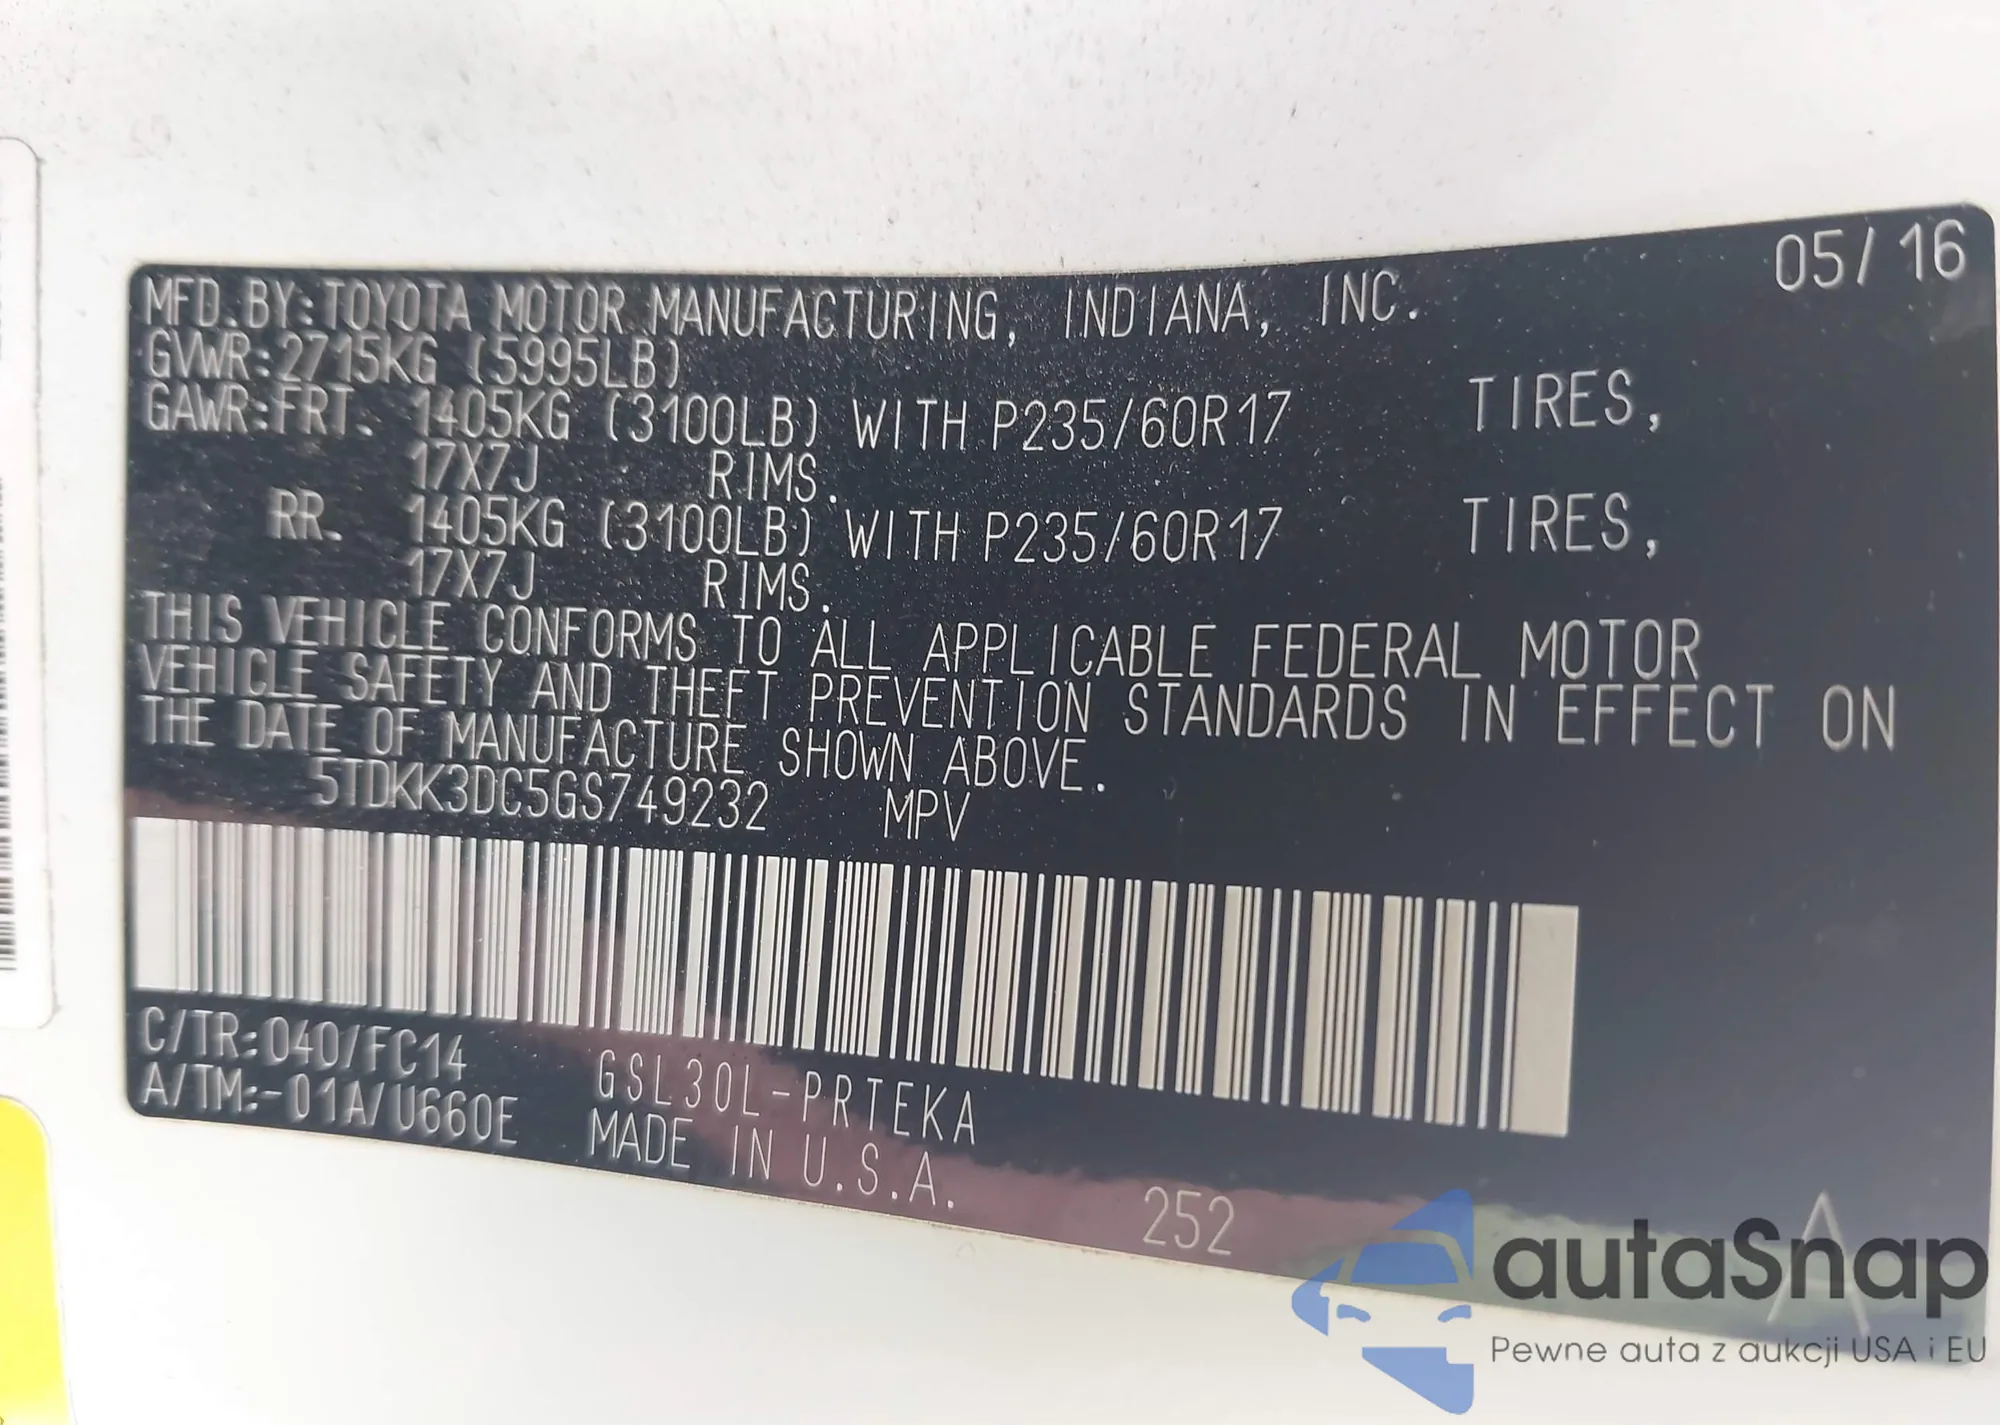 05/16
MFD.BY:TOYOTA MOTOR MANUFACTURING, INDIANA, INC.
GVWR:2715KG (5995LB)
GAWR:FRT. 1405KG (3100LB) WITH P235/60R17 TIRES,
17X7J RIMS.
RR. 1405KG (3100LB) WITH P235/60R17 TIRES,
17X7J RIMS.
THIS VEHICLE CONFORMS TO ALL APPLICABLE FEDERAL MOTOR
VEHICLE SAFETY AND THEFT PREVENTION STANDARDS IN EFFECT ON
THE DATE OF MANUFACTURE SHOWN ABOVE.
5TDKK3DC5GS749232 MPV
C/TR:040/FC14 GSL30L-PRTEKA
A/TM:-01A/U660E MADE IN U.S.A.
252
A
autaSnap
Pewne auta z aukcji USA i EU